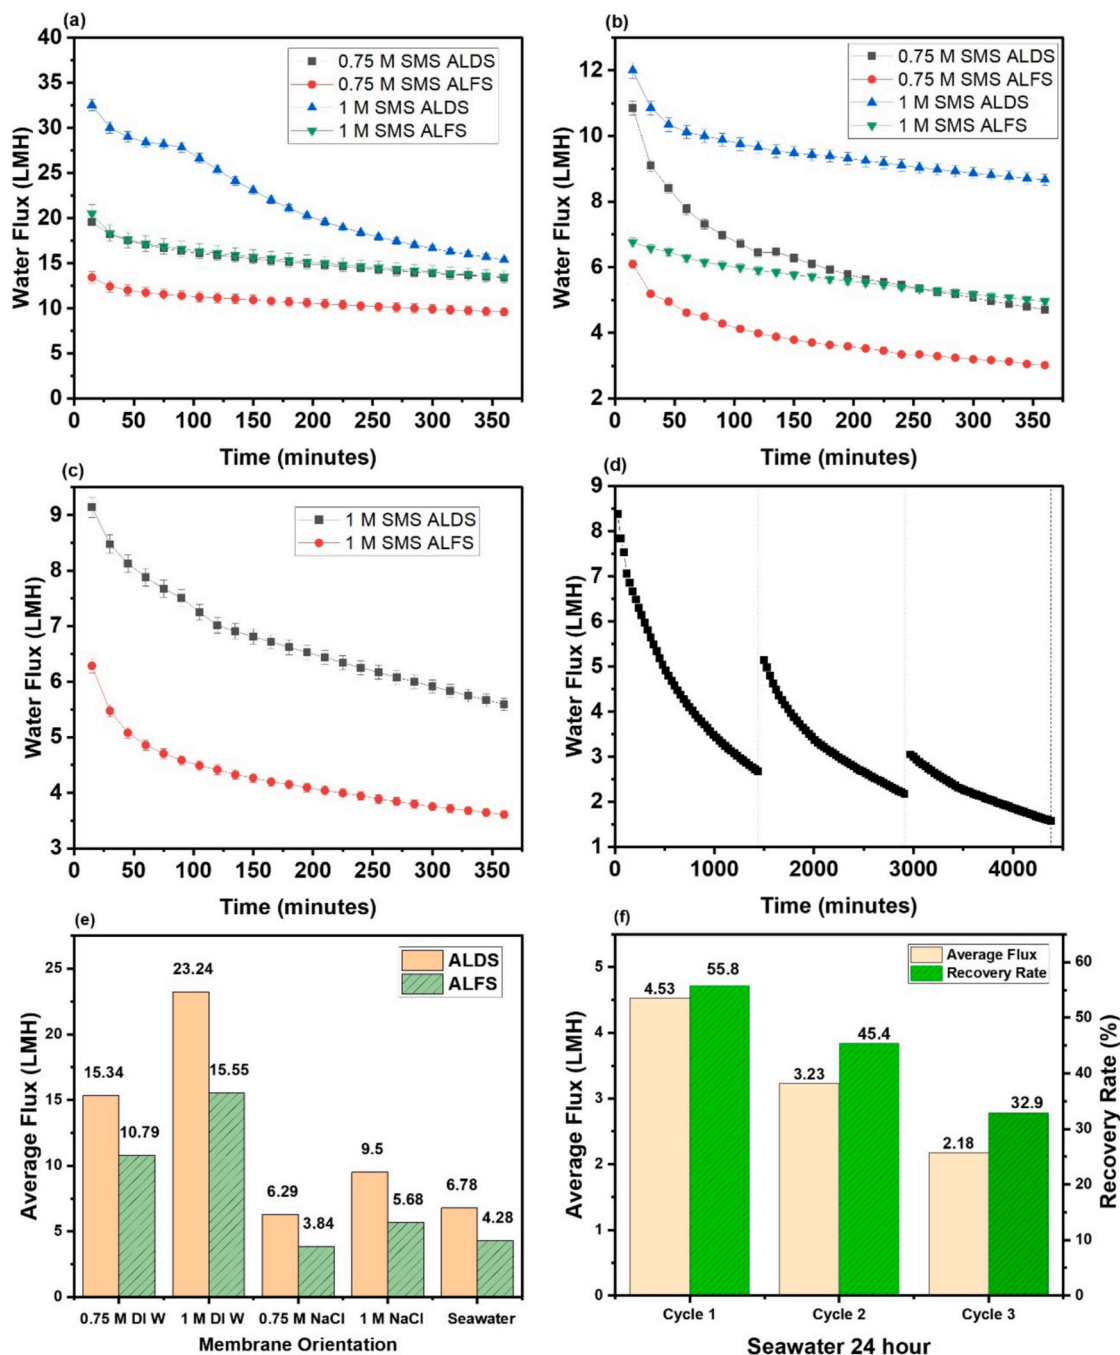 (a)
40
35
30
25
20
15
10
5
0
Water Flux (LMH)
0.75 M SMS ALDS
0.75 M SMS ALFS
1 M SMS ALDS
1 M SMS ALFS
0 50 100 150 200 250 300 350
Time (minutes)
(b)
12
10
8
6
4
2
Water Flux (LMH)
0.75 M SMS ALDS
0.75 M SMS ALFS
1 M SMS ALDS
1 M SMS ALFS
0 50 100 150 200 250 300 350
Time (minutes)
(c)
9
8
7
6
5
4
3
Water Flux (LMH)
1 M SMS ALDS
1 M SMS ALFS
0 50 100 150 200 250 300 350
Time (minutes)
(d)
9
8
7
6
5
4
3
2
1
Water Flux (LMH)
0 1000 2000 3000 4000
Time (minutes)
(e)
25
20
15
10
5
0
Average Flux (LMH)
ALDS
ALFS
15.34
10.79
23.24
15.55
6.29
3.84
9.5
5.68
6.78
4.28
0.75 M DI W 1 M DI W 0.75 M NaCl 1 M NaCl Seawater
Membrane Orientation
(f)
5
4
3
2
1
0
Average Flux (LMH)
Average Flux
Recovery Rate
4.53
55.8
3.23
45.4
2.18
32.9
60
50
40
30
20
10
0
Recovery Rate (%)
Cycle 1 Cycle 2 Cycle 3
Seawater 24 hour